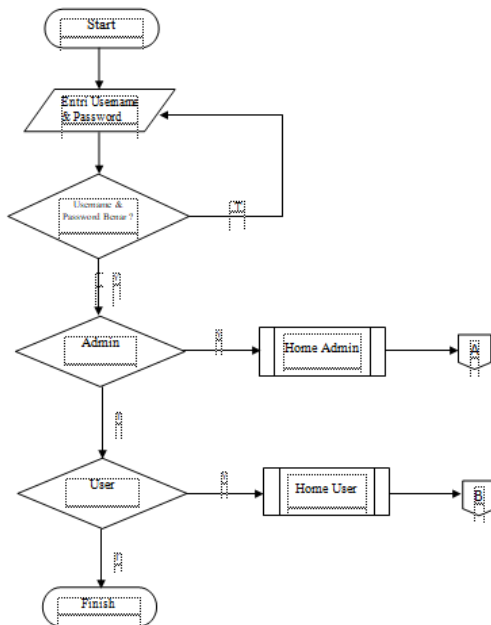 Start
Entri Username
& Password
Username &
Password Benar ?
T
Admin
Home Admin
A
User
Home User
B
Finish